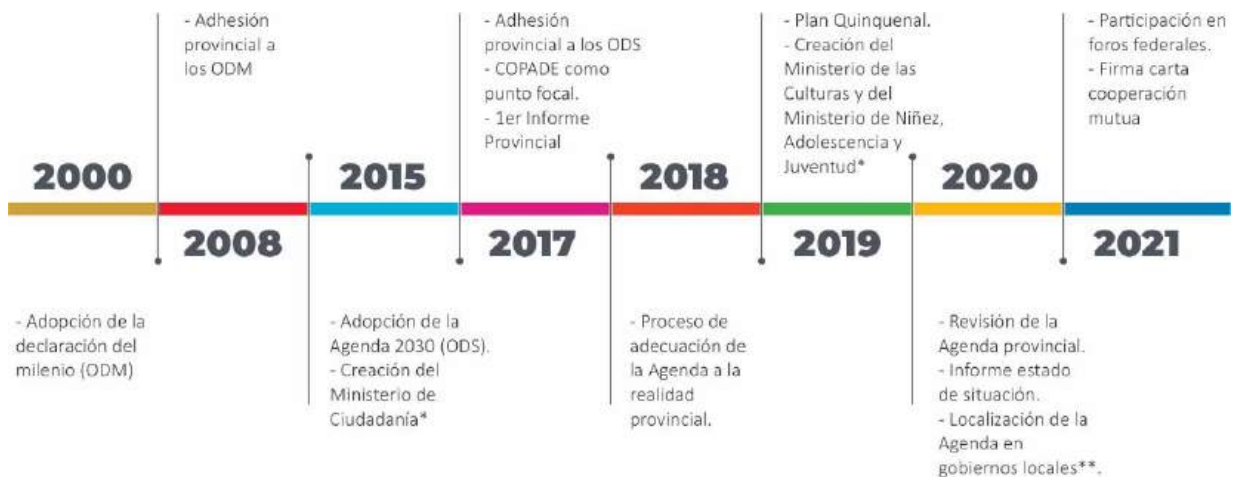 2000
- Adopción de la
declaración del
milenio (ODM)
- Adhesión
provincial a
los ODM
2008
2015
- Adopción de la
Agenda 2030 (ODS).
- Creación del
Ministerio de
Ciudadanía*
- Adhesión
provincial a los ODS
- COPADE como
punto focal.
- 1er Informe
Provincial
2017
2018
- Proceso de
adecuación de
la Agenda a la
realidad
provincial.
- Plan Quinquenal.
- Creación del
Ministerio de las
Culturas y del
Ministerio de Niñez,
Adolescencia y
Juventud*
2019
2020
- Revisión de la
Agenda provincial.
- Informe estado
de situación.
- Localización de la
Agenda en
gobiernos locales**.
- Participación en
foros federales.
- Firma carta
cooperación
mutua
2021